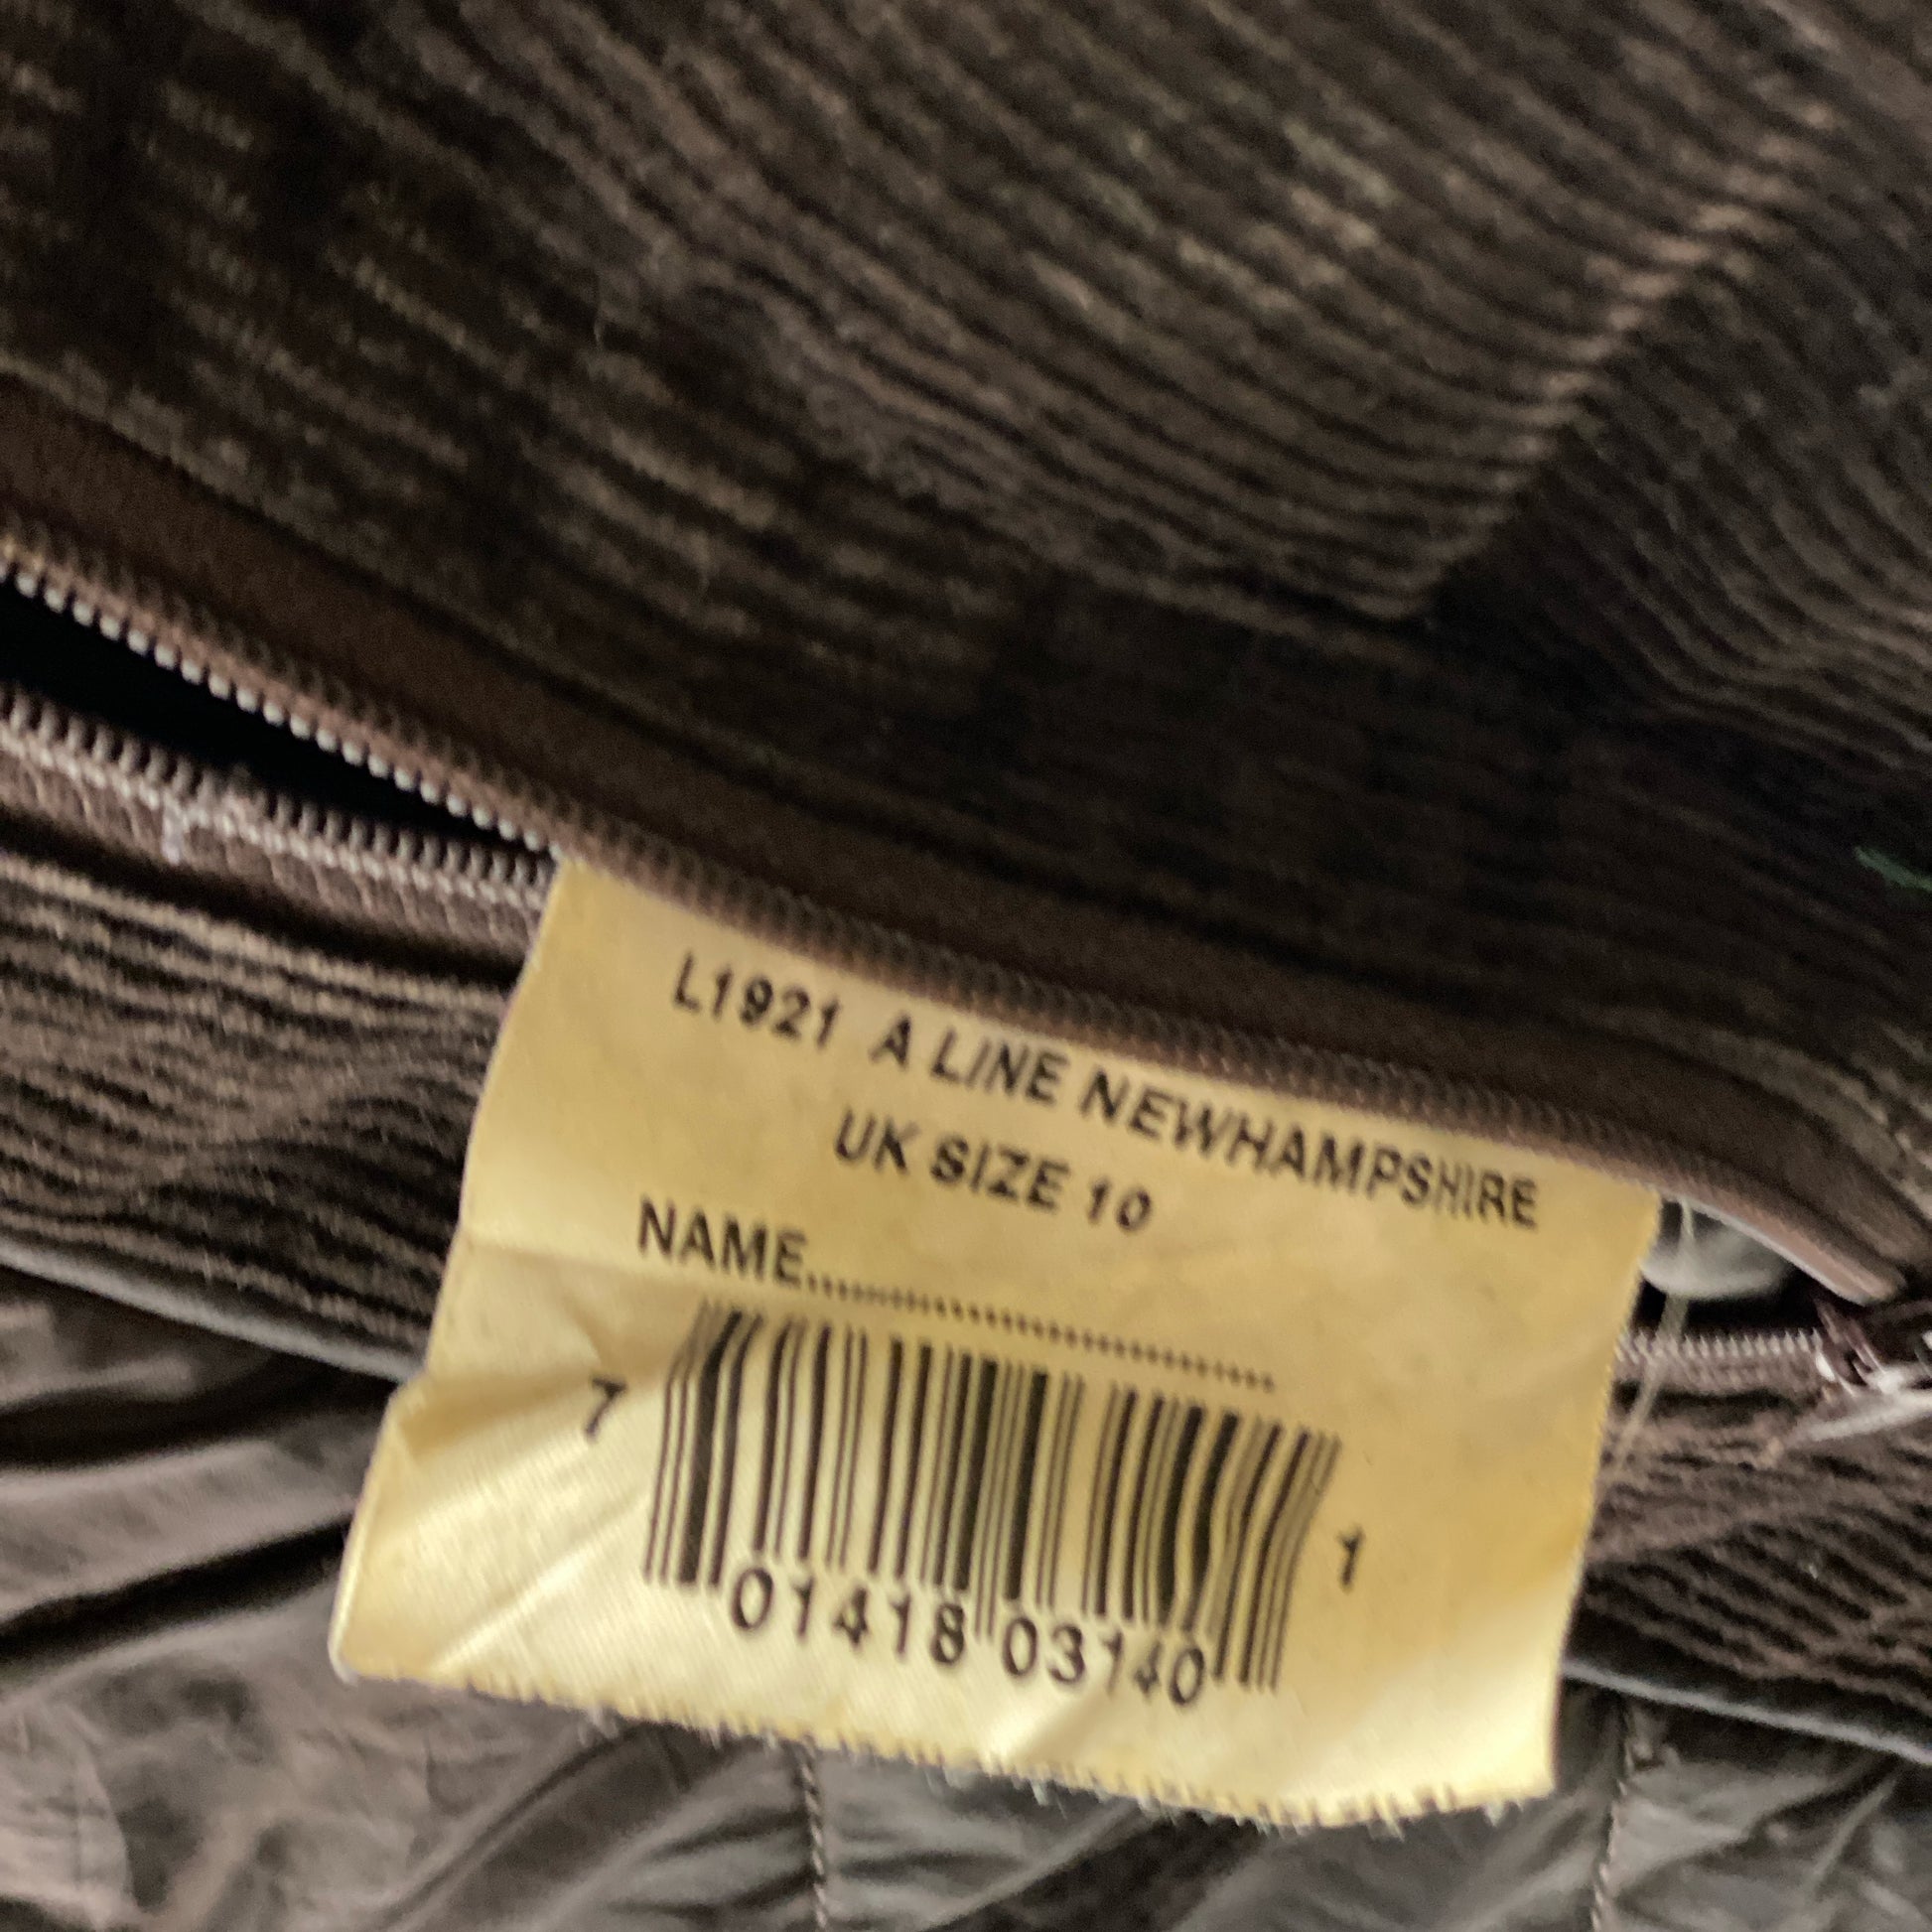 L1921 A LINE NEWHAMPSHIRE
UK SIZE 10
NAME..........................................
7 01418 03140 1